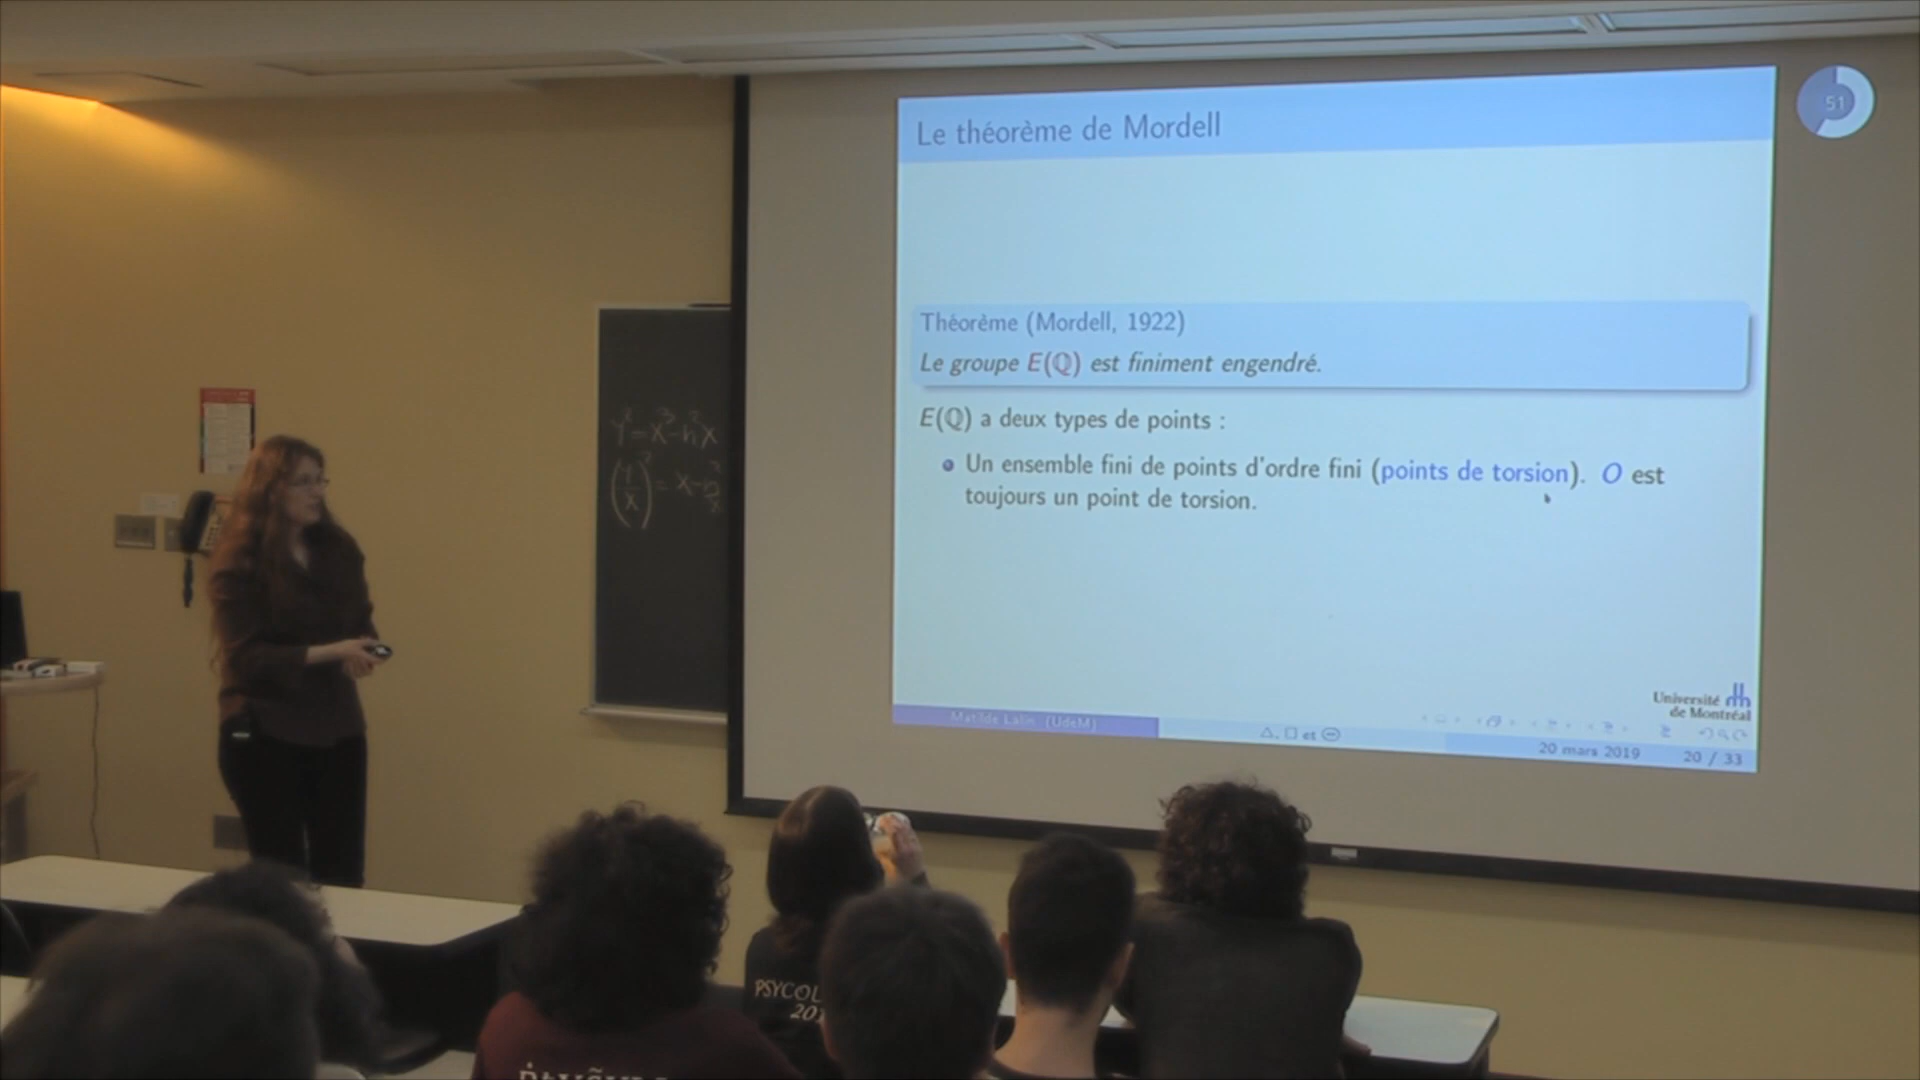 51
Le théorème de Mordell
Théorème (Mordell, 1922)
Le groupe E(ℚ) est finiment engendré.
E(ℚ) a deux types de points :
Un ensemble fini de points d'ordre fini (points de torsion). O est
toujours un point de torsion.
Université
de Montréal
Matilde Lalín (UdeM)
△, □ et ⊖
20 mars 2019
20 / 33
PSYCOL